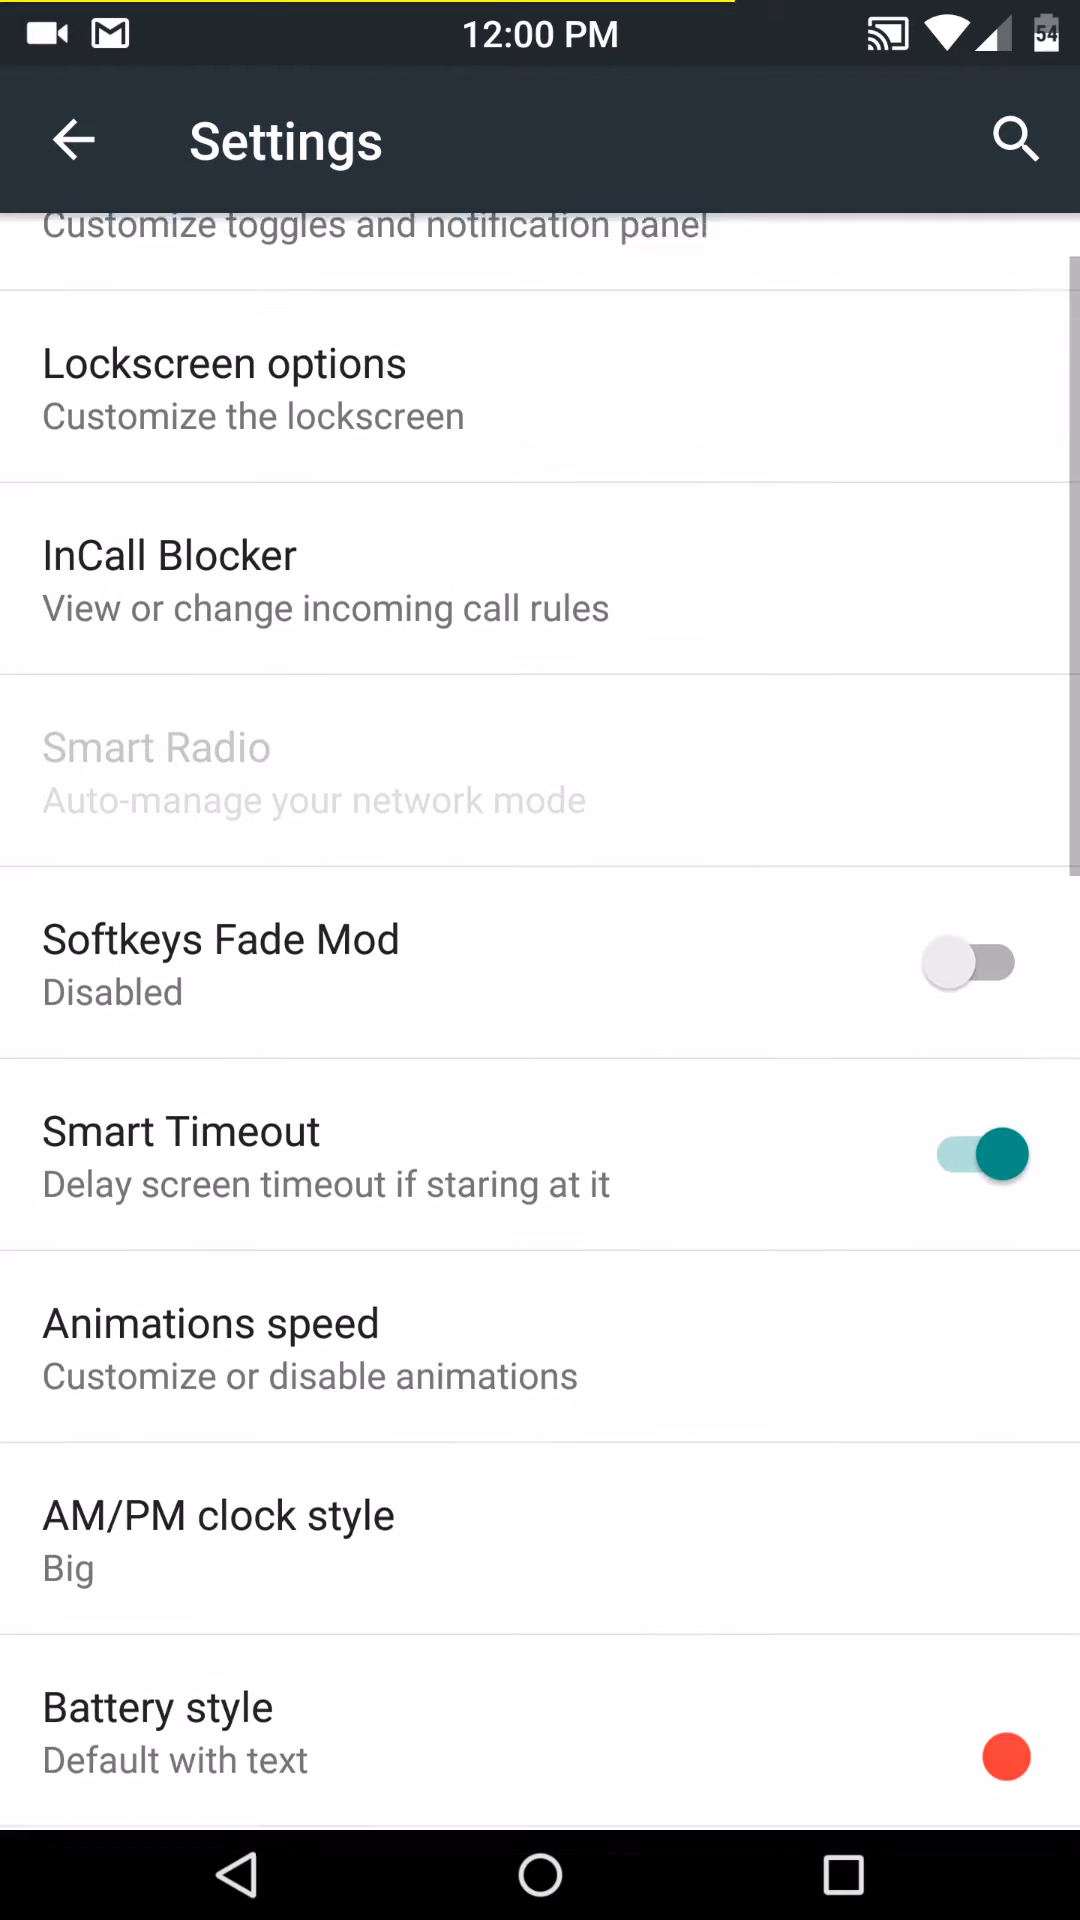 12:00 PM
54
Settings
Customize toggles and notification panel
Lockscreen options
Customize the lockscreen
InCall Blocker
View or change incoming call rules
Smart Radio
Auto-manage your network mode
Softkeys Fade Mod
Disabled
Smart Timeout
Delay screen timeout if staring at it
Animations speed
Customize or disable animations
AM/PM clock style
Big
Battery style
Default with text